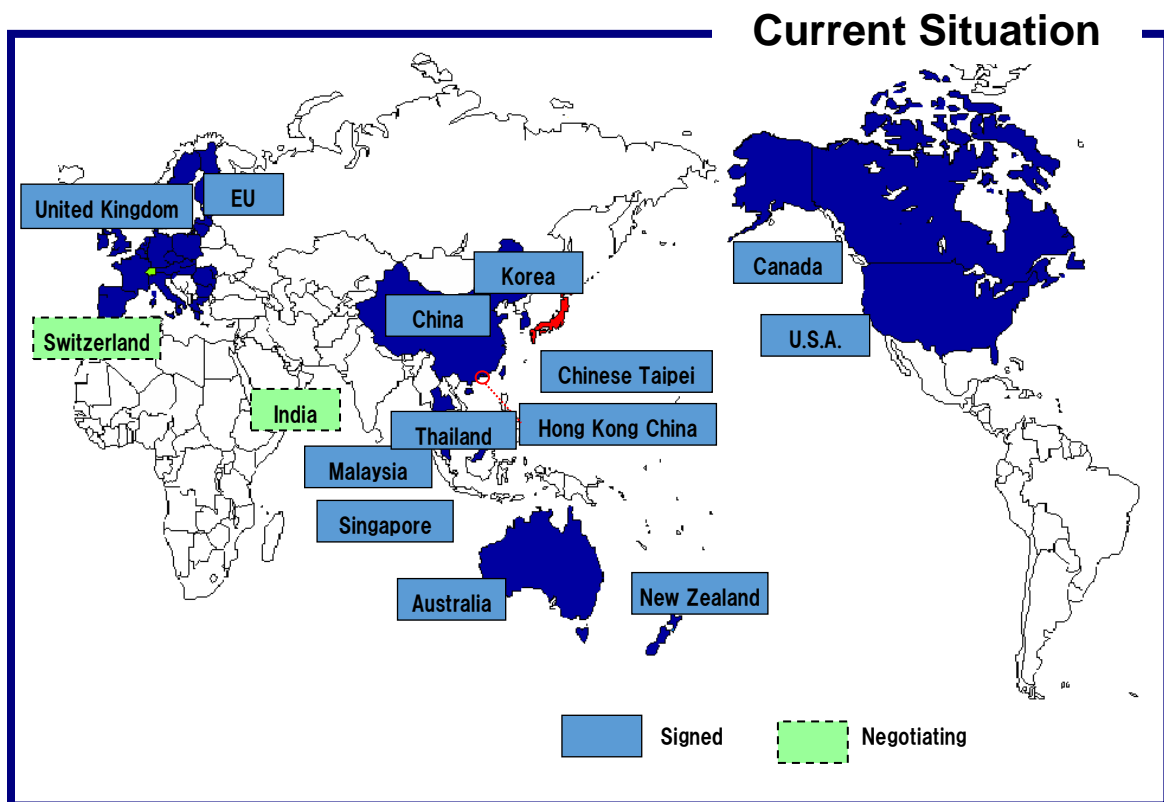 Current Situation
United Kingdom
EU
Korea
Canada
China
Switzerland
U.S.A.
Chinese Taipei
India
Thailand
Hong Kong China
Malaysia
Singapore
Australia
New Zealand
Signed
Negotiating